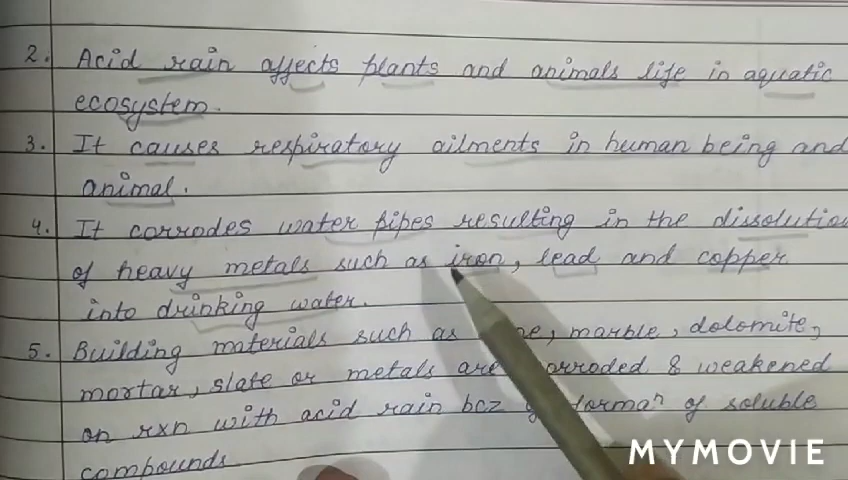 2. Acid rain affects plants and animals life in aquatic
ecosystem.
3. It causes respiratory ailments in human being and
animal.
4. It corrodes water pipes resulting in the dissolution
of heavy metals such as iron, lead and copper
into drinking water.
5. Building materials such as marble, dolomite,
mortar, slate or metals are corroded & weakened
on rxn with acid rain bcz of formaⁿ of soluble
compounds
MYMOVIE